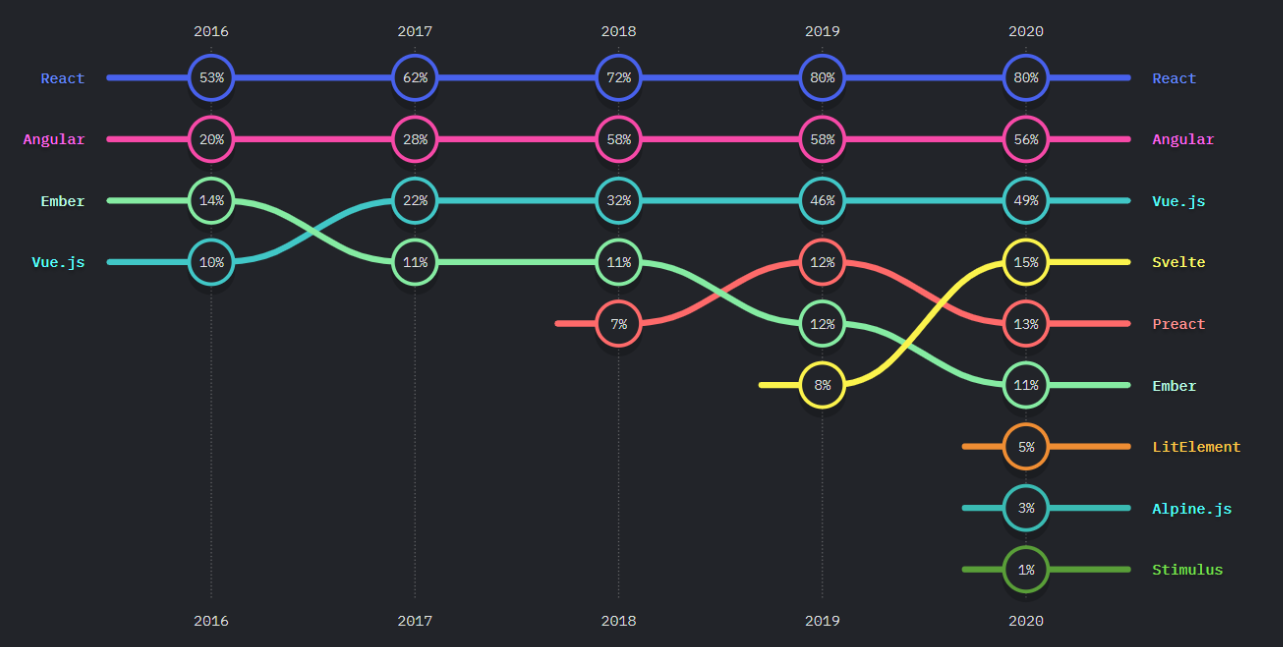 2016 2017 2018 2019 2020
React 53% 62% 72% 80% 80% React
Angular 20% 28% 58% 58% 56% Angular
Ember 14% 22% 32% 46% 49% Vue.js
Vue.js 10% 11% 11% 12% 15% Svelte
7% 12% 13% Preact
8% 11% Ember
5% LitElement
3% Alpine.js
1% Stimulus
2016 2017 2018 2019 2020